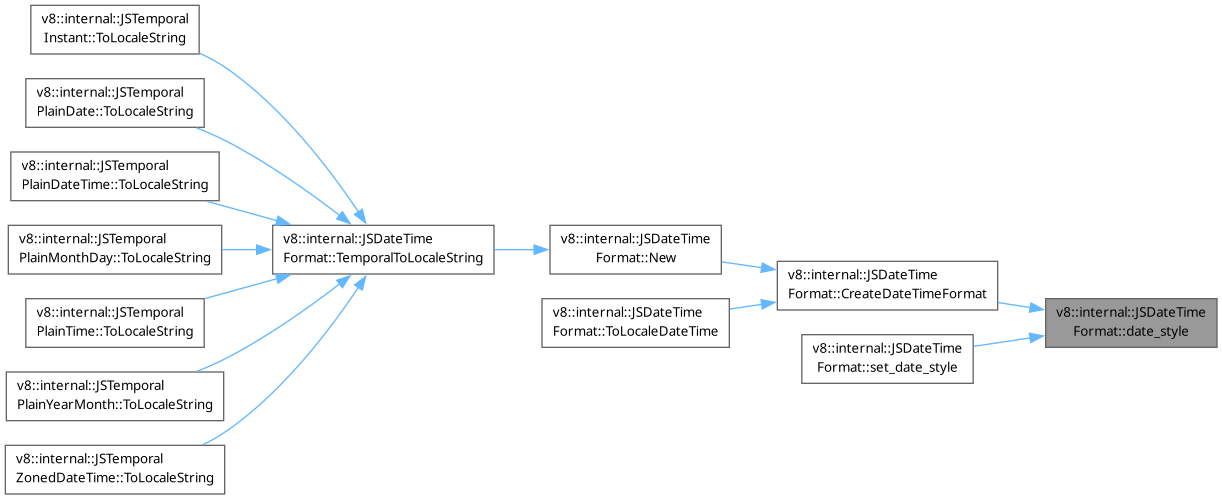 v8::internal::JSTemporal
Instant::ToLocaleString
v8::internal::JSTemporal
PlainDate::ToLocaleString
v8::internal::JSTemporal
PlainDateTime::ToLocaleString
v8::internal::JSTemporal
PlainMonthDay::ToLocaleString
v8::internal::JSTemporal
PlainTime::ToLocaleString
v8::internal::JSTemporal
PlainYearMonth::ToLocaleString
v8::internal::JSTemporal
ZonedDateTime::ToLocaleString
v8::internal::JSDateTime
Format::TemporalToLocaleString
v8::internal::JSDateTime
Format::New
v8::internal::JSDateTime
Format::ToLocaleDateTime
v8::internal::JSDateTime
Format::CreateDateTimeFormat
v8::internal::JSDateTime
Format::set_date_style
v8::internal::JSDateTime
Format::date_style